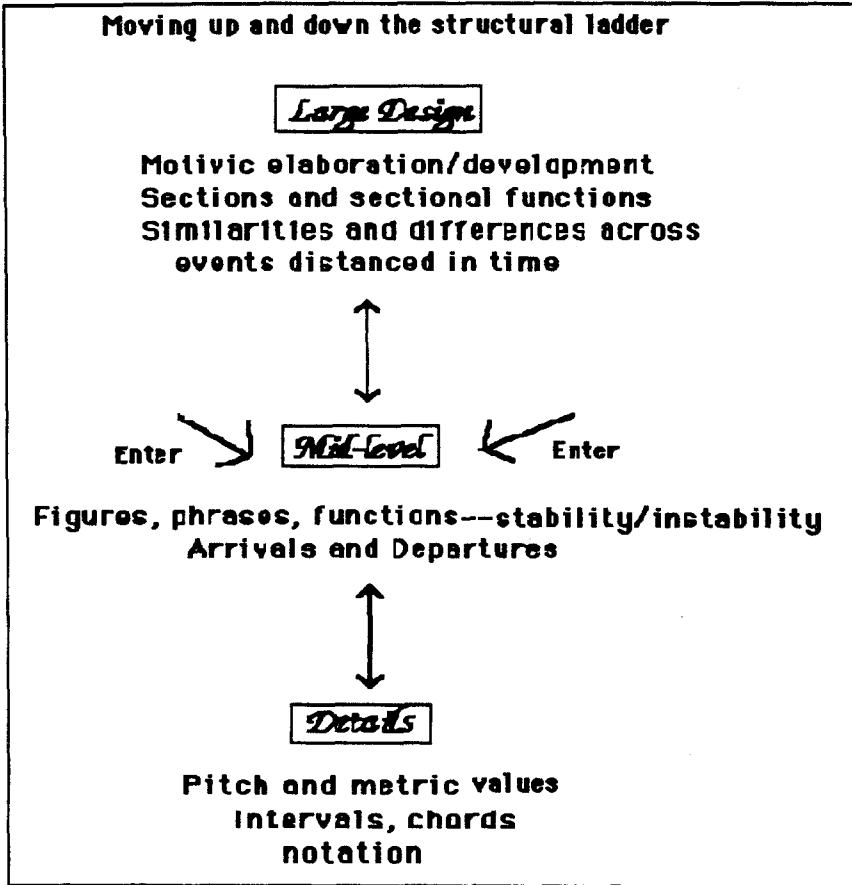 Moving up and down the structural ladder
Large Design
Motivic elaboration/development
Sections and sectional functions
Similarities and differences across
events distanced in time
Enter
Mid-level
Enter
Figures, phrases, functions--stability/instability
Arrivals and Departures
Details
Pitch and metric values
Intervals, chords
notation